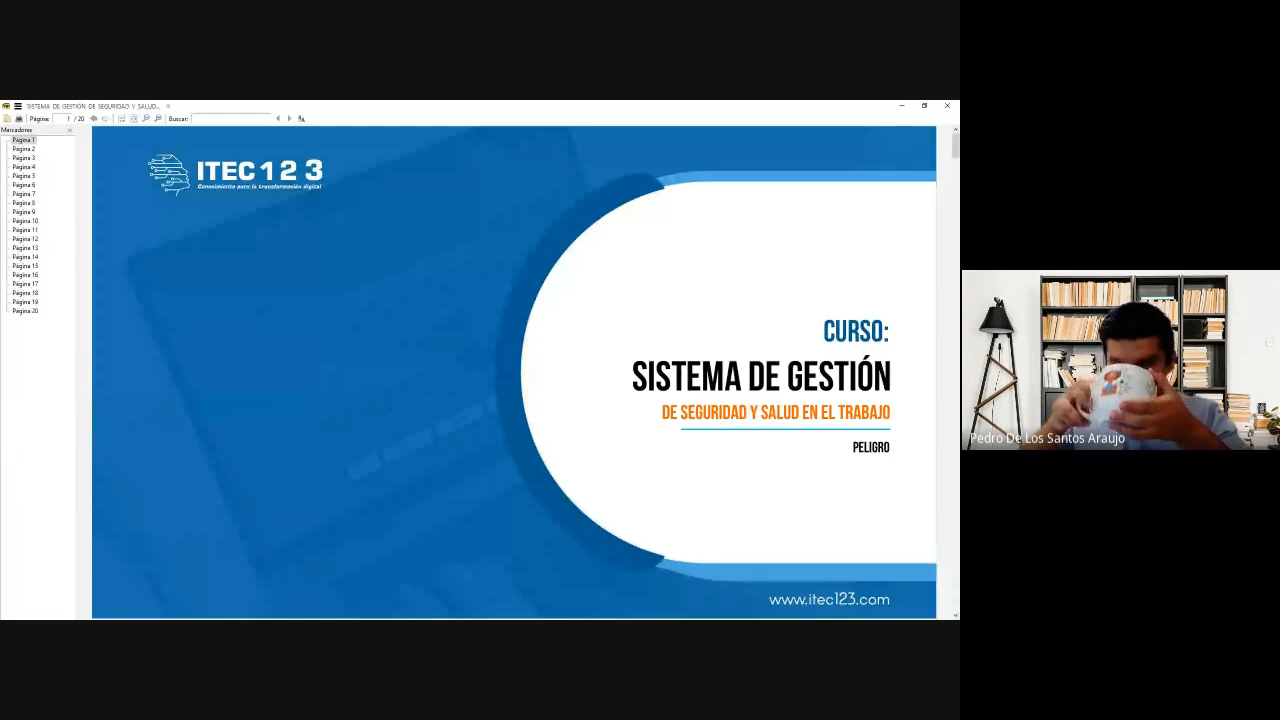 SISTEMA DE GESTIÓN DE SEGURIDAD Y SALUD...
Página: 1 / 20 Buscar:
Marcadores
Página 1
Página 2
Página 3
Página 4
Página 5
Página 6
Página 7
Página 8
Página 9
Página 10
Página 11
Página 12
Página 13
Página 14
Página 15
Página 16
Página 17
Página 18
Página 19
Página 20
ITEC 1 2 3
Conocimiento para la transformación digital
CURSO:
SISTEMA DE GESTIÓN
DE SEGURIDAD Y SALUD EN EL TRABAJO
PELIGRO
www.itec123.com
Pedro De Los Santos Araujo